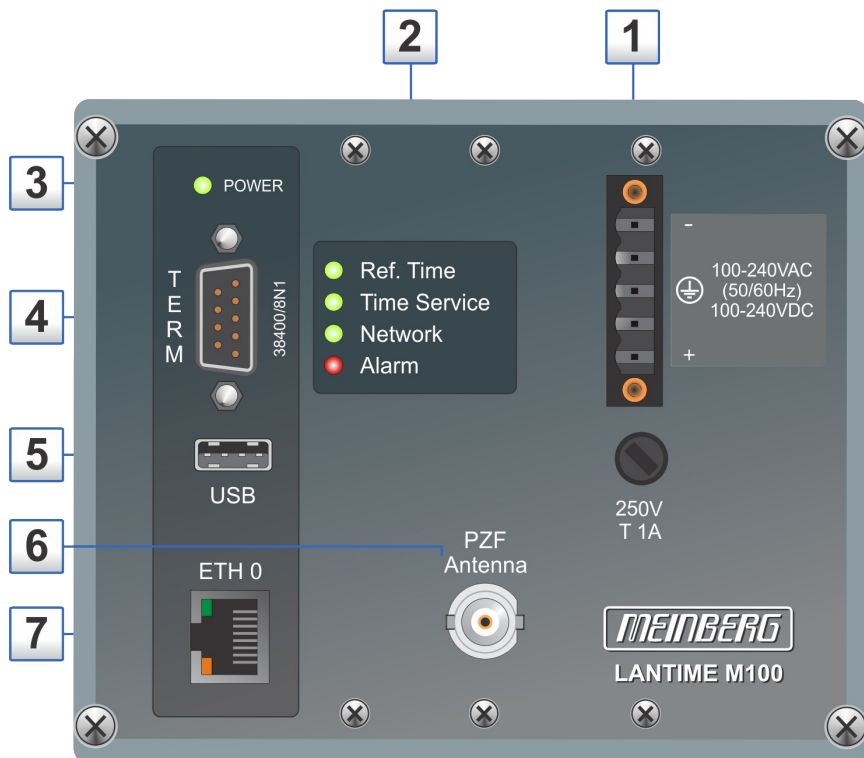 2
1
3
POWER
4
TERM
38400/8N1
Ref. Time
Time Service
Network
Alarm
-
100-240VAC
(50/60Hz)
100-240VDC
+
5
USB
250V
T 1A
6
PZF
Antenna
ETH 0
7
MEINBERG
LANTIME M100